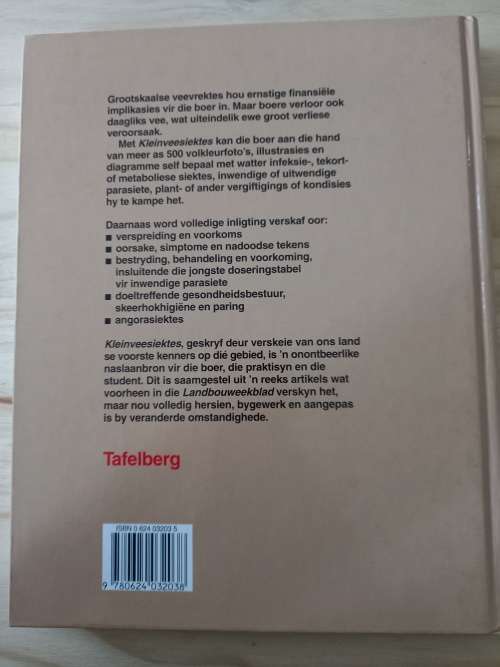 Grootskaalse veevrektes hou ernstige finansiële
implikasies vir die boer in. Maar boere verloor ook
daagliks vee, wat uiteindelik ewe groot verliese
veroorsaak.
Met Kleinveesiektes kan die boer aan die hand
van meer as 500 volkleurfoto's, illustrasies en
diagramme self bepaal met watter infeksie-, tekort-
of metaboliese siektes, inwendige of uitwendige
parasiete, plant- of ander vergiftigings of kondisies
hy te kampe het.
Daarnaas word volledige inligting verskaf oor:
■ verspreiding en voorkoms
■ oorsake, simptome en nadoodse tekens
■ bestryding, behandeling en voorkoming,
insluitende die jongste doseringstabel
vir inwendige parasiete
■ doeltreffende gesondheidsbestuur,
skeerhokhigiëne en paring
■ angorasiektes
Kleinveesiektes, geskryf deur verskeie van ons land
se voorste kenners op dié gebied, is 'n onontbeerlike
naslaanbron vir die boer, die praktisyn en die
student. Dit is saamgestel uit 'n reeks artikels wat
voorheen in die Landbouweekblad verskyn het,
maar nou volledig hersien, bygewerk en aangepas
is by veranderde omstandighede.
Tafelberg
ISBN 0 624 03203 5
9 780624 032038